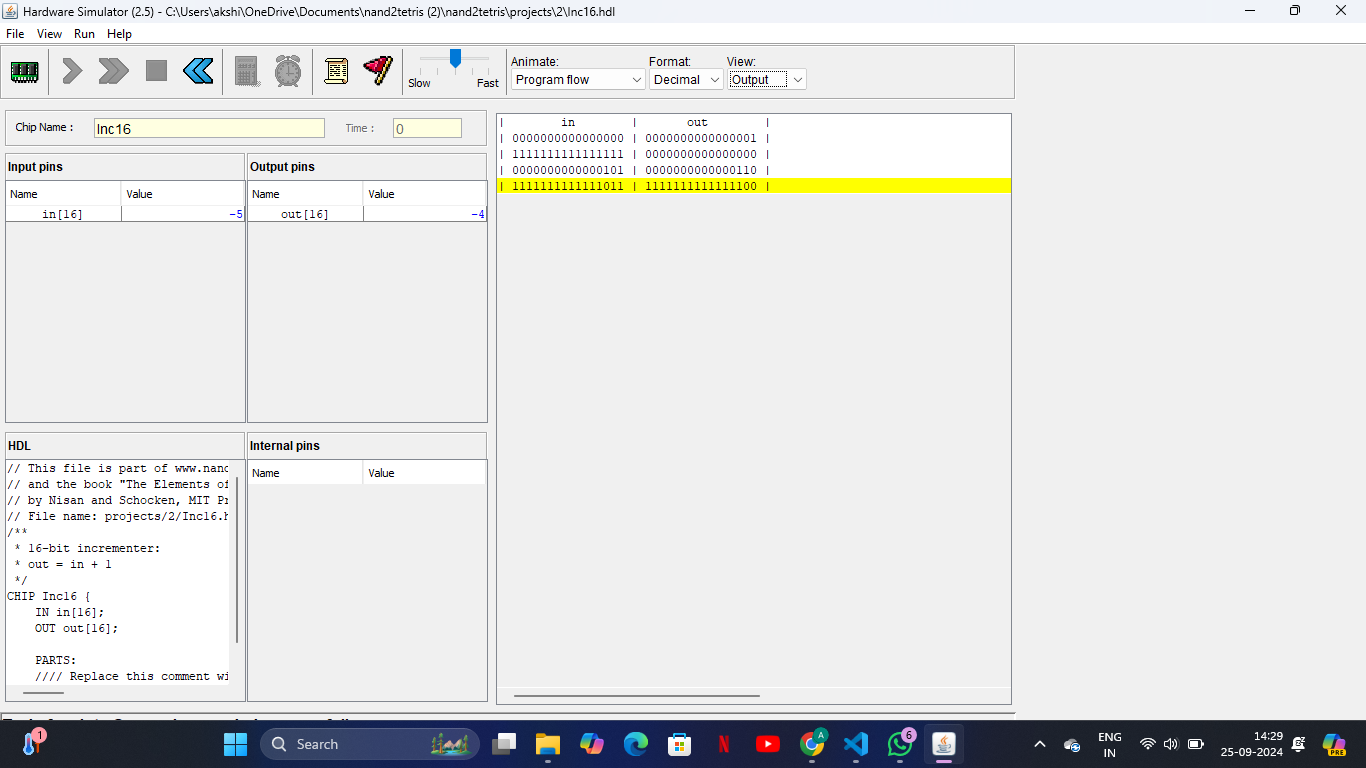 Hardware Simulator (2.5) - C:\Users\akshi\OneDrive\Documents\nand2tetris (2)\nand2tetris\projects\2\Inc16.hdl
File View Run Help
Slow Fast
Animate: Format: View:
Program flow Decimal Output
Chip Name : Inc16 Time : 0
Input pins
Name Value
in[16] -5
Output pins
Name Value
out[16] -4
HDL
// This file is part of www.nand
// and the book "The Elements of
// by Nisan and Schocken, MIT Pr
// File name: projects/2/Inc16.h
/**
* 16-bit incrementer:
* out = in + 1
*/
CHIP Inc16 {
IN in[16];
OUT out[16];
PARTS:
//// Replace this comment wi
Internal pins
Name Value
| in | out |
| 0000000000000000 | 0000000000000001 |
| 1111111111111111 | 0000000000000000 |
| 0000000000000101 | 0000000000000110 |
| 1111111111111011 | 1111111111111100 |
1
Search
A
6
ENG
IN
14:29
25-09-2024
PRE